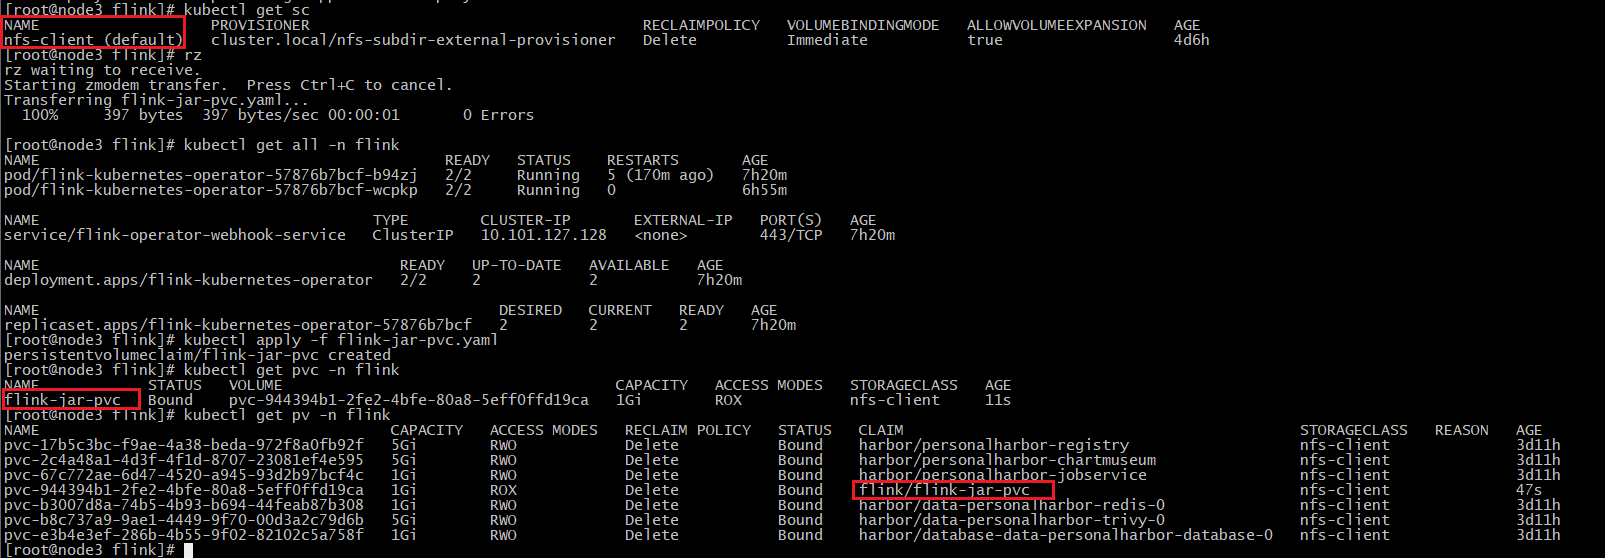 [root@node3 flink]# kubectl get sc
NAME PROVISIONER RECLAIMPOLICY VOLUMEBINDINGMODE ALLOWVOLUMEEXPANSION AGE
nfs-client (default) cluster.local/nfs-subdir-external-provisioner Delete Immediate true 4d6h
[root@node3 flink]# rz
rz waiting to receive.
Starting zmodem transfer. Press Ctrl+C to cancel.
Transferring flink-jar-pvc.yaml...
100% 397 bytes 397 bytes/sec 00:00:01 0 Errors
[root@node3 flink]# kubectl get all -n flink
NAME READY STATUS RESTARTS AGE
pod/flink-kubernetes-operator-57876b7bcf-b94zj 2/2 Running 5 (170m ago) 7h20m
pod/flink-kubernetes-operator-57876b7bcf-wcpkp 2/2 Running 0 6h55m
NAME TYPE CLUSTER-IP EXTERNAL-IP PORT(S) AGE
service/flink-operator-webhook-service ClusterIP 10.101.127.128 <none> 443/TCP 7h20m
NAME READY UP-TO-DATE AVAILABLE AGE
deployment.apps/flink-kubernetes-operator 2/2 2 2 7h20m
NAME DESIRED CURRENT READY AGE
replicaset.apps/flink-kubernetes-operator-57876b7bcf 2 2 2 7h20m
[root@node3 flink]# kubectl apply -f flink-jar-pvc.yaml
persistentvolumeclaim/flink-jar-pvc created
[root@node3 flink]# kubectl get pvc -n flink
NAME STATUS VOLUME CAPACITY ACCESS MODES STORAGECLASS AGE
flink-jar-pvc Bound pvc-944394b1-2fe2-4bfe-80a8-5eff0ffd19ca 1Gi ROX nfs-client 11s
[root@node3 flink]# kubectl get pv -n flink
NAME CAPACITY ACCESS MODES RECLAIM POLICY STATUS CLAIM STORAGECLASS REASON AGE
pvc-17b5c3bc-f9ae-4a38-beda-972f8a0fb92f 5Gi RWO Delete Bound harbor/personalharbor-registry nfs-client 3d11h
pvc-2c4a48a1-4d3f-4f1d-8707-23081ef4e595 5Gi RWO Delete Bound harbor/personalharbor-chartmuseum nfs-client 3d11h
pvc-67c772ae-6d47-4520-a945-93d2b97bcf4c 1Gi RWO Delete Bound harbor/personalharbor-jobservice nfs-client 3d11h
pvc-944394b1-2fe2-4bfe-80a8-5eff0ffd19ca 1Gi ROX Delete Bound flink/flink-jar-pvc nfs-client 47s
pvc-b3007d8a-74b5-4b93-b694-44feab87b308 1Gi RWO Delete Bound harbor/data-personalharbor-redis-0 nfs-client 3d11h
pvc-b8c737a9-9ae1-4449-9f70-00d3a2c79d6b 5Gi RWO Delete Bound harbor/data-personalharbor-trivy-0 nfs-client 3d11h
pvc-e3b4e3ef-286b-4b55-9f02-82102c5a758f 1Gi RWO Delete Bound harbor/database-data-personalharbor-database-0 nfs-client 3d11h
[root@node3 flink]#